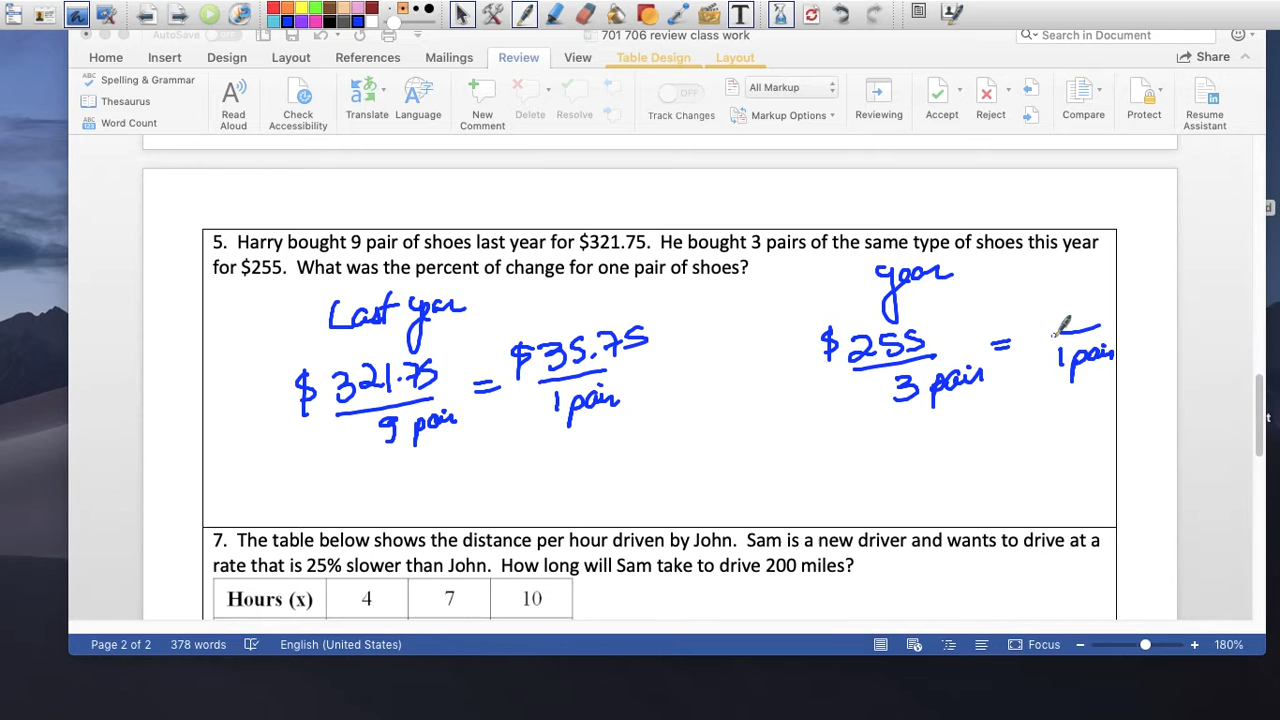 AutoSave OFF 701 706 review class work Search in Document
Home Insert Design Layout References Mailings Review View Table Design Layout Share
ABC Spelling & Grammar
Thesaurus
ABC 123 Word Count
Read Aloud
Check Accessibility
Translate
Language
New Comment
Delete
Resolve
OFF
Track Changes
All Markup
Markup Options
Reviewing
Accept
Reject
Compare
Protect
Resume Assistant
5. Harry bought 9 pair of shoes last year for $321.75. He bought 3 pairs of the same type of shoes this year
for $255. What was the percent of change for one pair of shoes?
Last year
$321.75 / 9 pair = $35.75 / 1 pair
year
$255 / 3 pair = / 1 pair
7. The table below shows the distance per hour driven by John. Sam is a new driver and wants to drive at a
rate that is 25% slower than John. How long will Sam take to drive 200 miles?
Hours (x) 4 7 10
Page 2 of 2 378 words English (United States) Focus 180%